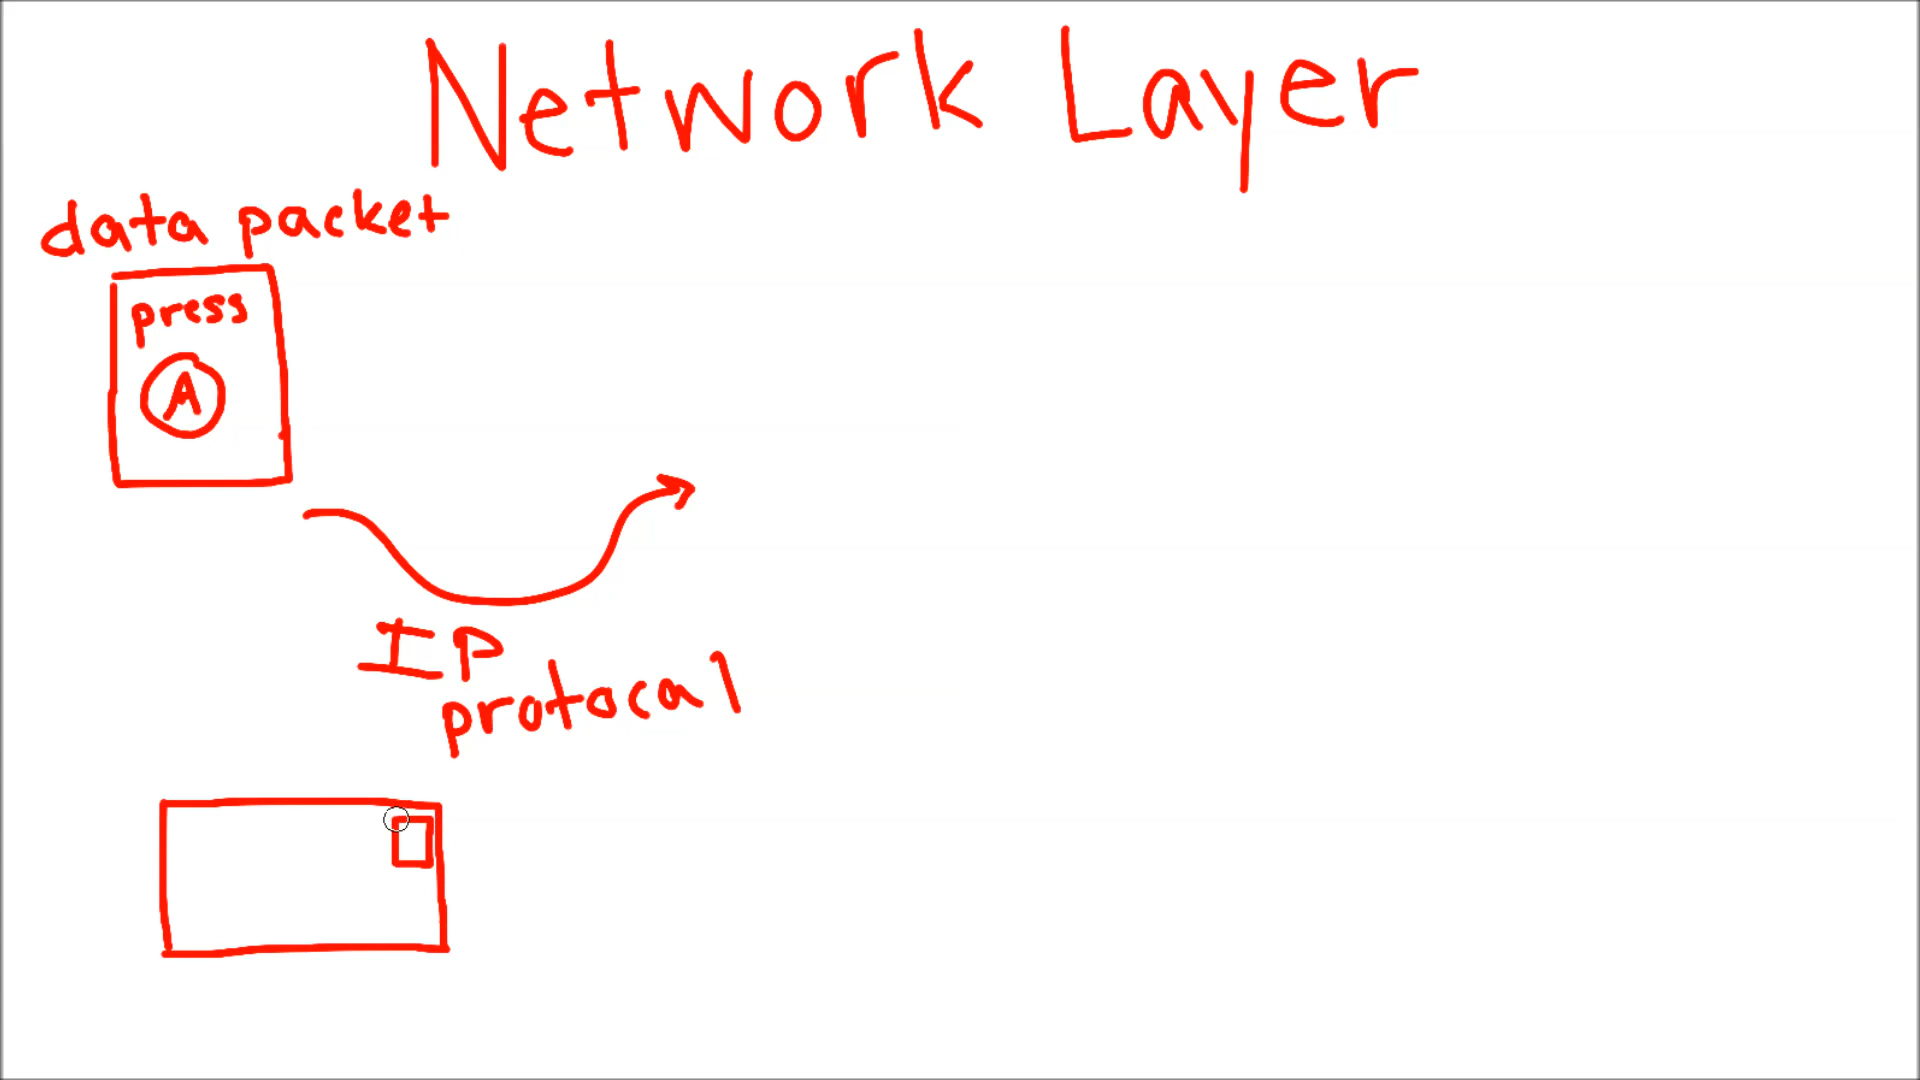 Network Layer
data packet
press
A
IP
protocal